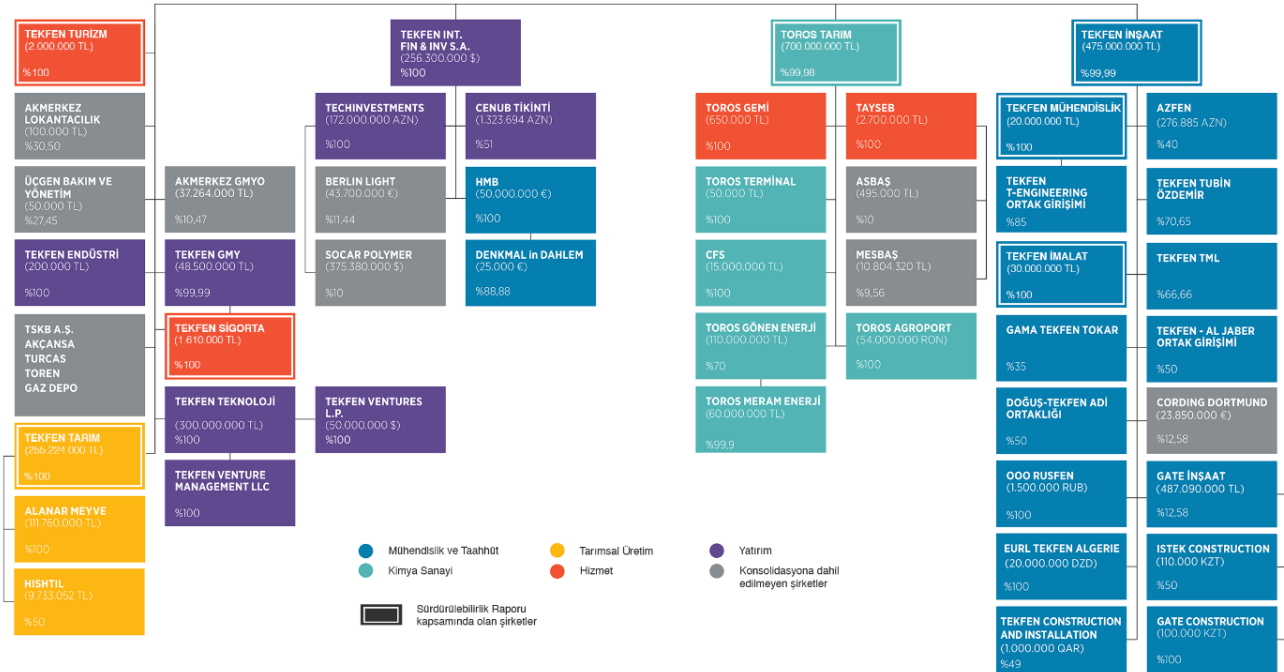 TEKFEN TURİZM
(2.000.000 TL)
%100
AKMERKEZ
LOKANTACILIK
(100.000 TL)
%30,50
ÜÇGEN BAKIM VE
YÖNETİM
(50.000 TL)
%27,45
AKMERKEZ GMYO
(37.264.000 TL)
%10,47
TEKFEN ENDÜSTRİ
(200.000 TL)
%100
TEKFEN GMY
(48.500.000 TL)
%99,99
TSKB A.Ş.
AKÇANSA
TURCAS
TOREN
GAZ DEPO
TEKFEN SİGORTA
(1.610.000 TL)
%100
TEKFEN TEKNOLOJİ
(300.000.000 TL)
%100
TEKFEN VENTURES
L.P.
(50.000.000 $)
%100
TEKFEN VENTURE
MANAGEMENT LLC
%100
TEKFEN TARIM
(255.224.000 TL)
%100
ALANAR MEYVE
(111.760.000 TL)
%100
HISHTIL
(9.733.052 TL)
%50
TEKFEN INT.
FIN & INV S.A.
(256.300.000 $)
%100
TECHINVESTMENTS
(172.000.000 AZN)
%100
CENUB TİKİNTİ
(1.323.694 AZN)
%51
BERLIN LIGHT
(43.700.000 €)
%11,44
HMB
(50.000.000 €)
%100
SOCAR POLYMER
(375.380.000 $)
%10
DENKMAL in DAHLEM
(25.000 €)
%88,88
TOROS TARIM
(700.000.000 TL)
%99,98
TOROS GEMİ
(650.000 TL)
%100
TAYSEB
(2.700.000 TL)
%100
TOROS TERMİNAL
(50.000 TL)
%100
ASBAŞ
(495.000 TL)
%10
CFS
(15.000.000 TL)
%100
MESBAŞ
(10.804.320 TL)
%9,56
TOROS GÖNEN ENERJİ
(110.000.000 TL)
%70
TOROS AGROPORT
(54.000.000 RON)
%100
TOROS MERAM ENERJİ
(60.000.000 TL)
%99.9
TEKFEN İNŞAAT
(475.000.000 TL)
%99,99
TEKFEN MÜHENDİSLİK
(20.000.000 TL)
%100
AZFEN
(276.885 AZN)
%40
TEKFEN
T-ENGINEERING
ORTAK GİRİŞİMİ
%85
TEKFEN TUBİN
ÖZDEMİR
%70,65
TEKFEN İMALAT
(30.000.000 TL)
%100
TEKFEN TML
%66,66
GAMA TEKFEN TOKAR
%35
TEKFEN - AL JABER
ORTAK GİRİŞİMİ
%50
DOĞUŞ-TEKFEN ADİ
ORTAKLIĞI
%50
CORDING DORTMUND
(23.850.000 €)
%12,58
OOO RUSFEN
(1.500.000 RUB)
%100
GATE İNŞAAT
(487.090.000 TL)
%12,58
EURL TEKFEN ALGERIE
(20.000.000 DZD)
%100
ISTEK CONSTRUCTION
(110.000 KZT)
%50
TEKFEN CONSTRUCTION
AND INSTALLATION
(1.000.000 QAR)
%49
GATE CONSTRUCTION
(100.000 KZT)
%100
Mühendislik ve Taahhüt
Tarımsal Üretim
Yatırım
Kimya Sanayi
Hizmet
Konsolidasyona dahil
edilmeyen şirketler
Sürdürülebilirlik Raporu
kapsamında olan şirketler